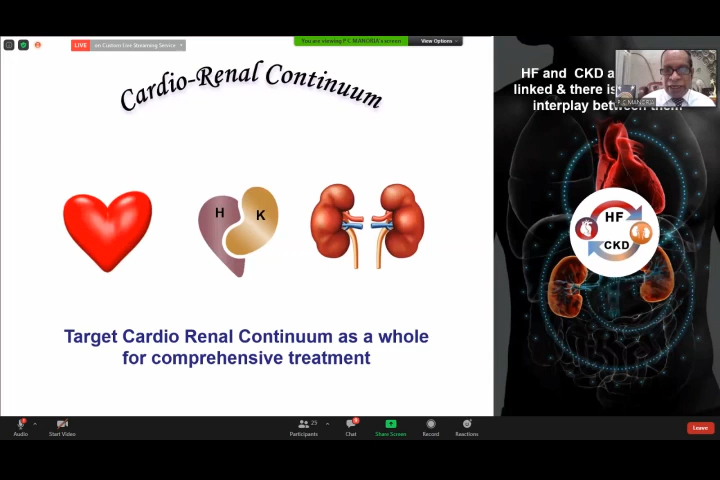 LIVE
on Custom Live Streaming Service
You are viewing P C MANORIA's screen
View Options
Cardio-Renal Continuum
HF and CKD a
linked & there is
interplay between them
P C MANORIA
H
K
HF
CKD
Target Cardio Renal Continuum as a whole
for comprehensive treatment
Audio
Start Video
Participants
25
Chat
Share Screen
Record
Reactions
Leave